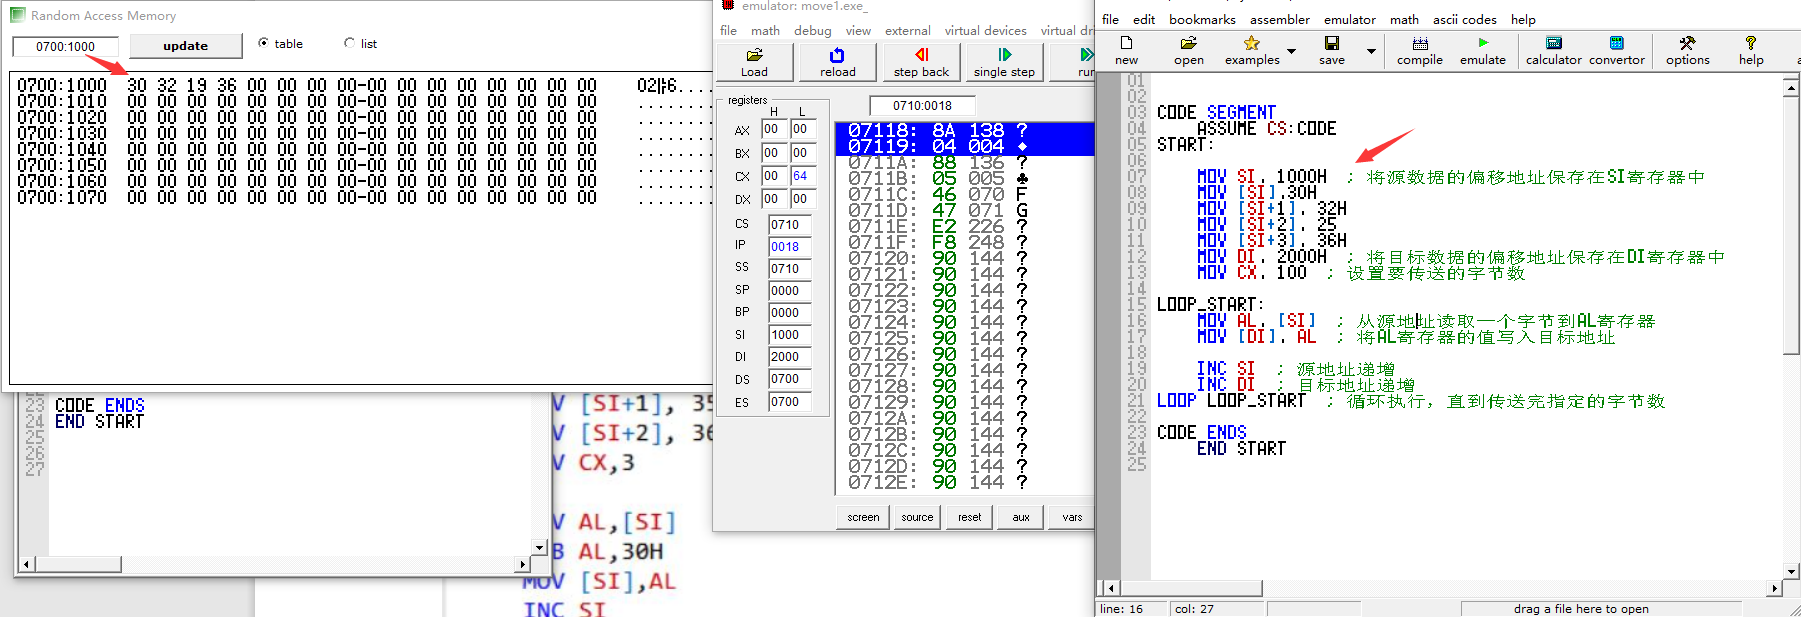 Random Access Memory
0700:1000
update
table
list
0700:1000 30 32 19 36 00 00 00 00-00 00 00 00 00 00 00 00
0700:1010 00 00 00 00 00 00 00 00-00 00 00 00 00 00 00 00 ........
0700:1020 00 00 00 00 00 00 00 00-00 00 00 00 00 00 00 00 ........
0700:1030 00 00 00 00 00 00 00 00-00 00 00 00 00 00 00 00 ........
0700:1040 00 00 00 00 00 00 00 00-00 00 00 00 00 00 00 00 ........
0700:1050 00 00 00 00 00 00 00 00-00 00 00 00 00 00 00 00 ........
0700:1060 00 00 00 00 00 00 00 00-00 00 00 00 00 00 00 00 ........
0700:1070 00 00 00 00 00 00 00 00-00 00 00 00 00 00 00 00 ........
23 CODE ENDS
24 END START
25
26
27
V [SI+1], 35
V [SI+2], 36
V CX,3
V AL,[SI]
B AL,30H
MOV [SI],AL
INC SI
emulator: move1.exe_
file math debug view external virtual devices virtual dr
Load reload step back single step run
registers
H L
AX 00 00
BX 00 00
CX 00 64
DX 00 00
CS 0710
IP 0018
SS 0710
SP 0000
BP 0000
SI 1000
DI 2000
DS 0700
ES 0700
0710:0018
07118: 8A 138 ?
07119: 04 004 ♦
0711A: 88 136 ?
0711B: 05 005 ♣
0711C: 46 070 F
0711D: 47 071 G
0711E: E2 226 ?
0711F: F8 248 ?
07120: 90 144 ?
07121: 90 144 ?
07122: 90 144 ?
07123: 90 144 ?
07124: 90 144 ?
07125: 90 144 ?
07126: 90 144 ?
07127: 90 144 ?
07128: 90 144 ?
07129: 90 144 ?
0712A: 90 144 ?
0712B: 90 144 ?
0712C: 90 144 ?
0712D: 90 144 ?
0712E: 90 144 ?
screen source reset aux vars
file edit bookmarks assembler emulator math ascii codes help
new open examples save compile emulate calculator convertor options help
01
02
03 CODE SEGMENT
04 ASSUME CS:CODE
05 START:
06
07 MOV SI, 1000H ; 将源数据的偏移地址保存在SI寄存器中
08 MOV [SI],30H
09 MOV [SI+1], 32H
10 MOV [SI+2], 25
11 MOV [SI+3], 36H
12 MOV DI, 2000H ; 将目标数据的偏移地址保存在DI寄存器中
13 MOV CX, 100 ; 设置要传送的字节数
14
15 LOOP_START:
16 MOV AL, [SI] ; 从源地址读取一个字节到AL寄存器
17 MOV [DI], AL ; 将AL寄存器的值写入目标地址
18
19 INC SI ; 源地址递增
20 INC DI ; 目标地址递增
21 LOOP LOOP_START ; 循环执行，直到传送完指定的字节数
22
23 CODE ENDS
24 END START
25
line: 16 col: 27 drag a file here to open